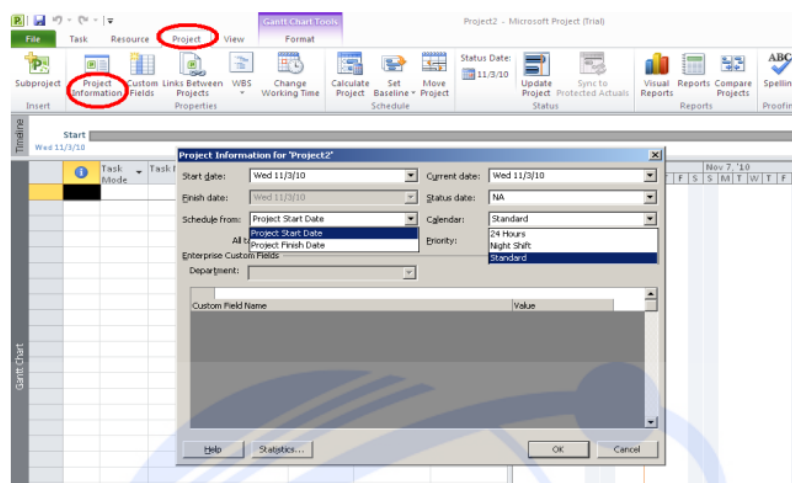 Gantt Chart Tools
Project2 - Microsoft Project (Trial)
File Task Resource Project View Format
Subproject
Project Information
Custom Fields
Links Between Projects
WBS
Change Working Time
Calculate Project
Set Baseline
Move Project
Status Date:
11/3/10
Update Project
Sync to Protected Actuals
Visual Reports
Reports
Compare Projects
ABC
Spellin
Insert Properties Schedule Status Reports Proofin
Timeline
Start
Wed 11/3/10
Task Mode
Task
Nov 7, '10
F S S M T W T F
Gantt Chart
Project Information for 'Project2'
Start date: Wed 11/3/10 Current date: Wed 11/3/10
Finish date: Wed 11/3/10 Status date: NA
Schedule from: Project Start Date Calendar: Standard
Project Start Date 24 Hours
All t Project Finish Date Priority: Night Shift
Standard
Enterprise Custom Fields
Department:
Custom Field Name Value
Help Statistics... OK Cancel